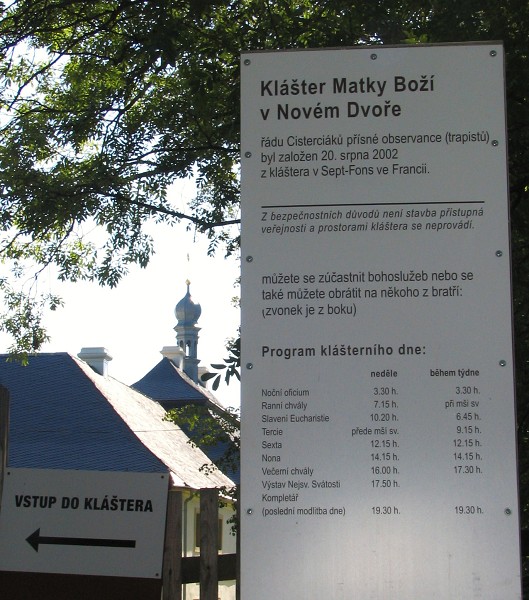 Klášter Matky Boží
v Novém Dvoře
řádu Cisterciáků přísné observance (trapistů)
byl založen 20. srpna 2002
z kláštera v Sept-Fons ve Francii.
Z bezpečnostních důvodů není stavba přístupná
veřejnosti a prostorami kláštera se neprovádí.
můžete se zúčastnit bohoslužeb nebo se
také můžete obrátit na někoho z bratří:
(zvonek je z boku)
Program klášterního dne:
neděle během týdne
Noční oficium 3.30 h. 3.30 h.
Ranní chvály 7.15 h. při mši sv
Slavení Eucharistie 10.20 h. 6.45 h.
Tercie přede mši sv. 9.15 h.
Sexta 12.15 h. 12.15 h.
Nona 14.15 h. 14.15 h.
Večerní chvály 16.00 h. 17.30 h.
Výstav Nejsv. Svátosti 17.50 h.
Kompletář
(poslední modlitba dne) 19.30 h. 19.30 h.
VSTUP DO KLÁŠTERA